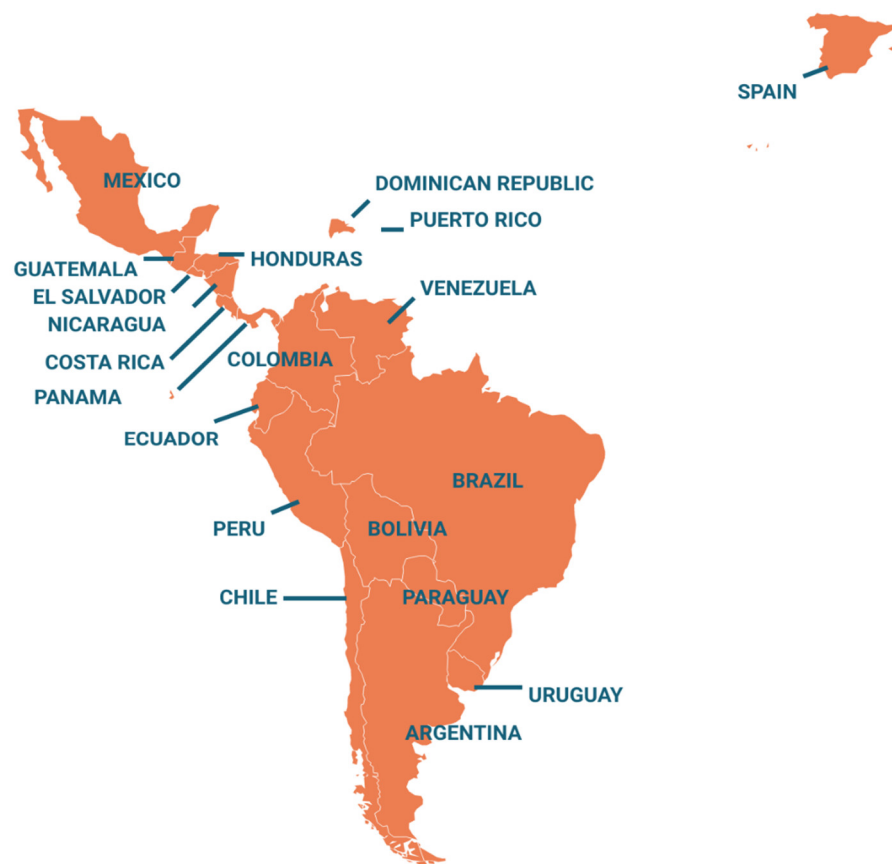 SPAIN
MEXICO
DOMINICAN REPUBLIC
PUERTO RICO
GUATEMALA
HONDURAS
EL SALVADOR
VENEZUELA
NICARAGUA
COSTA RICA
COLOMBIA
PANAMA
ECUADOR
BRAZIL
PERU
BOLIVIA
CHILE
PARAGUAY
URUGUAY
ARGENTINA